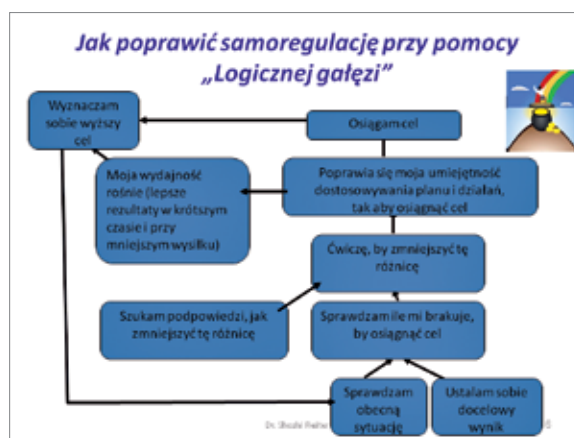 Jak poprawić samoregulację przy pomocy
„Logicznej gałęzi”
Wyznaczam
sobie wyższy
cel
Osiągam cel
Moja wydajność
rośnie (lepsze
rezultaty w krótszym
czasie i przy
mniejszym wysiłku)
Poprawia się moja umiejętność
dostosowywania planu i działań,
tak aby osiągnąć cel
Ćwiczę, by zmniejszyć tę
różnicę
Szukam podpowiedzi, jak
zmniejszyć tę różnicę
Sprawdzam ile mi brakuje,
by osiągnąć cel
Sprawdzam
obecną
sytuację
Ustalam sobie
docelowy
wynik
Dr.